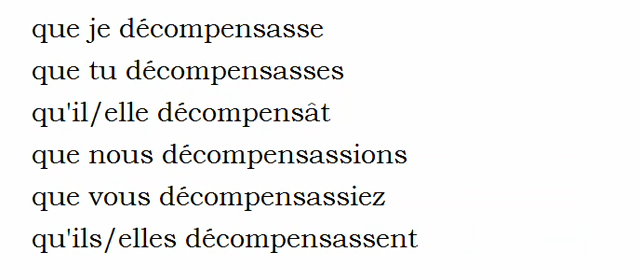 que je décompensasse
que tu décompensasses
qu'il/elle décompensât
que nous décompensassions
que vous décompensassiez
qu'ils/elles décompensassent